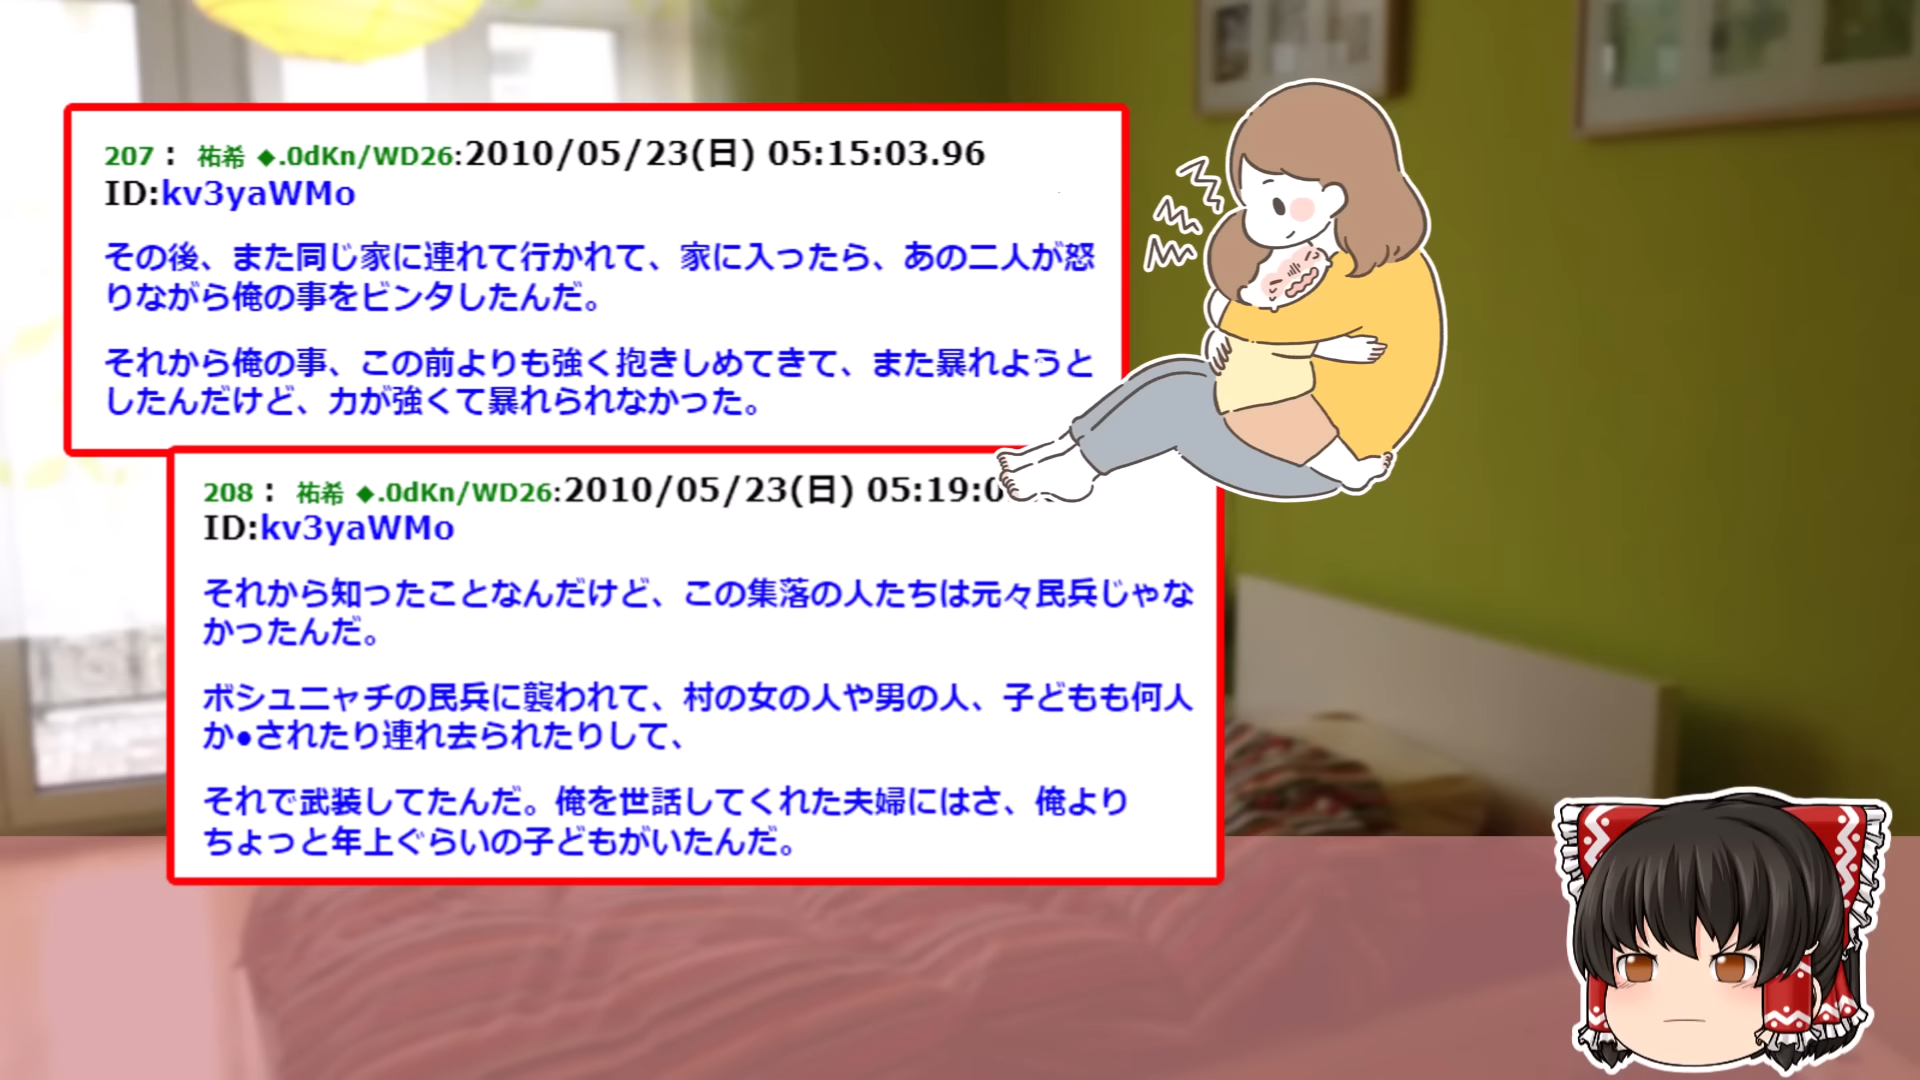 207： 祐希 ◆.0dKn/WD26:2010/05/23(日) 05:15:03.96
ID:kv3yaWMo
その後、また同じ家に連れて行かれて、家に入ったら、あの二人が怒
りながら俺の事をビンタしたんだ。
それから俺の事、この前よりも強く抱きしめてきて、また暴れようと
したんだけど、力が強くて暴れられなかった。
208： 祐希 ◆.0dKn/WD26:2010/05/23(日) 05:19:0
ID:kv3yaWMo
それから知ったことなんだけど、この集落の人たちは元々民兵じゃな
かったんだ。
ボシュニャチの民兵に襲われて、村の女の人や男の人、子どもも何人
か●されたり連れ去られたりして、
それで武装してたんだ。俺を世話してくれた夫婦にはさ、俺より
ちょっと年上ぐらいの子どもがいたんだ。